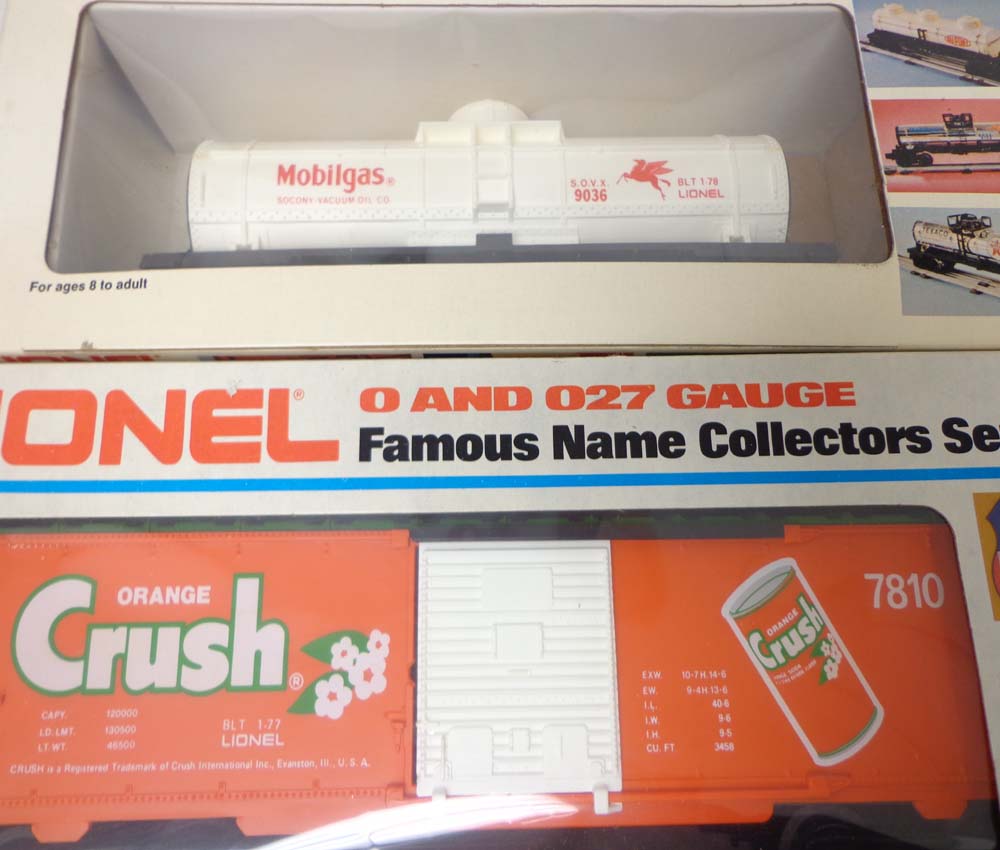 Mobilgas®
SOCONY-VACUUM OIL CO.
S.O.V.X.
9036
BLT 1-78
LIONEL
For ages 8 to adult
TEXACO
IONEL®
O AND O27 GAUGE
Famous Name Collectors Se
ORANGE
Crush®
CAPY. 120000
LD. LMT. 130500
LT. WT. 46500
BLT 1-77
LIONEL
CRUSH is a Registered Trademark of Crush International Inc., Evanston, Ill., U.S.A.
ORANGE
Crush
7810
EXW. 10-7 H.14-6
EW. 9-4 H.13-6
I.L. 40-6
I.W. 9-6
I.H. 9-5
CU. FT 3458